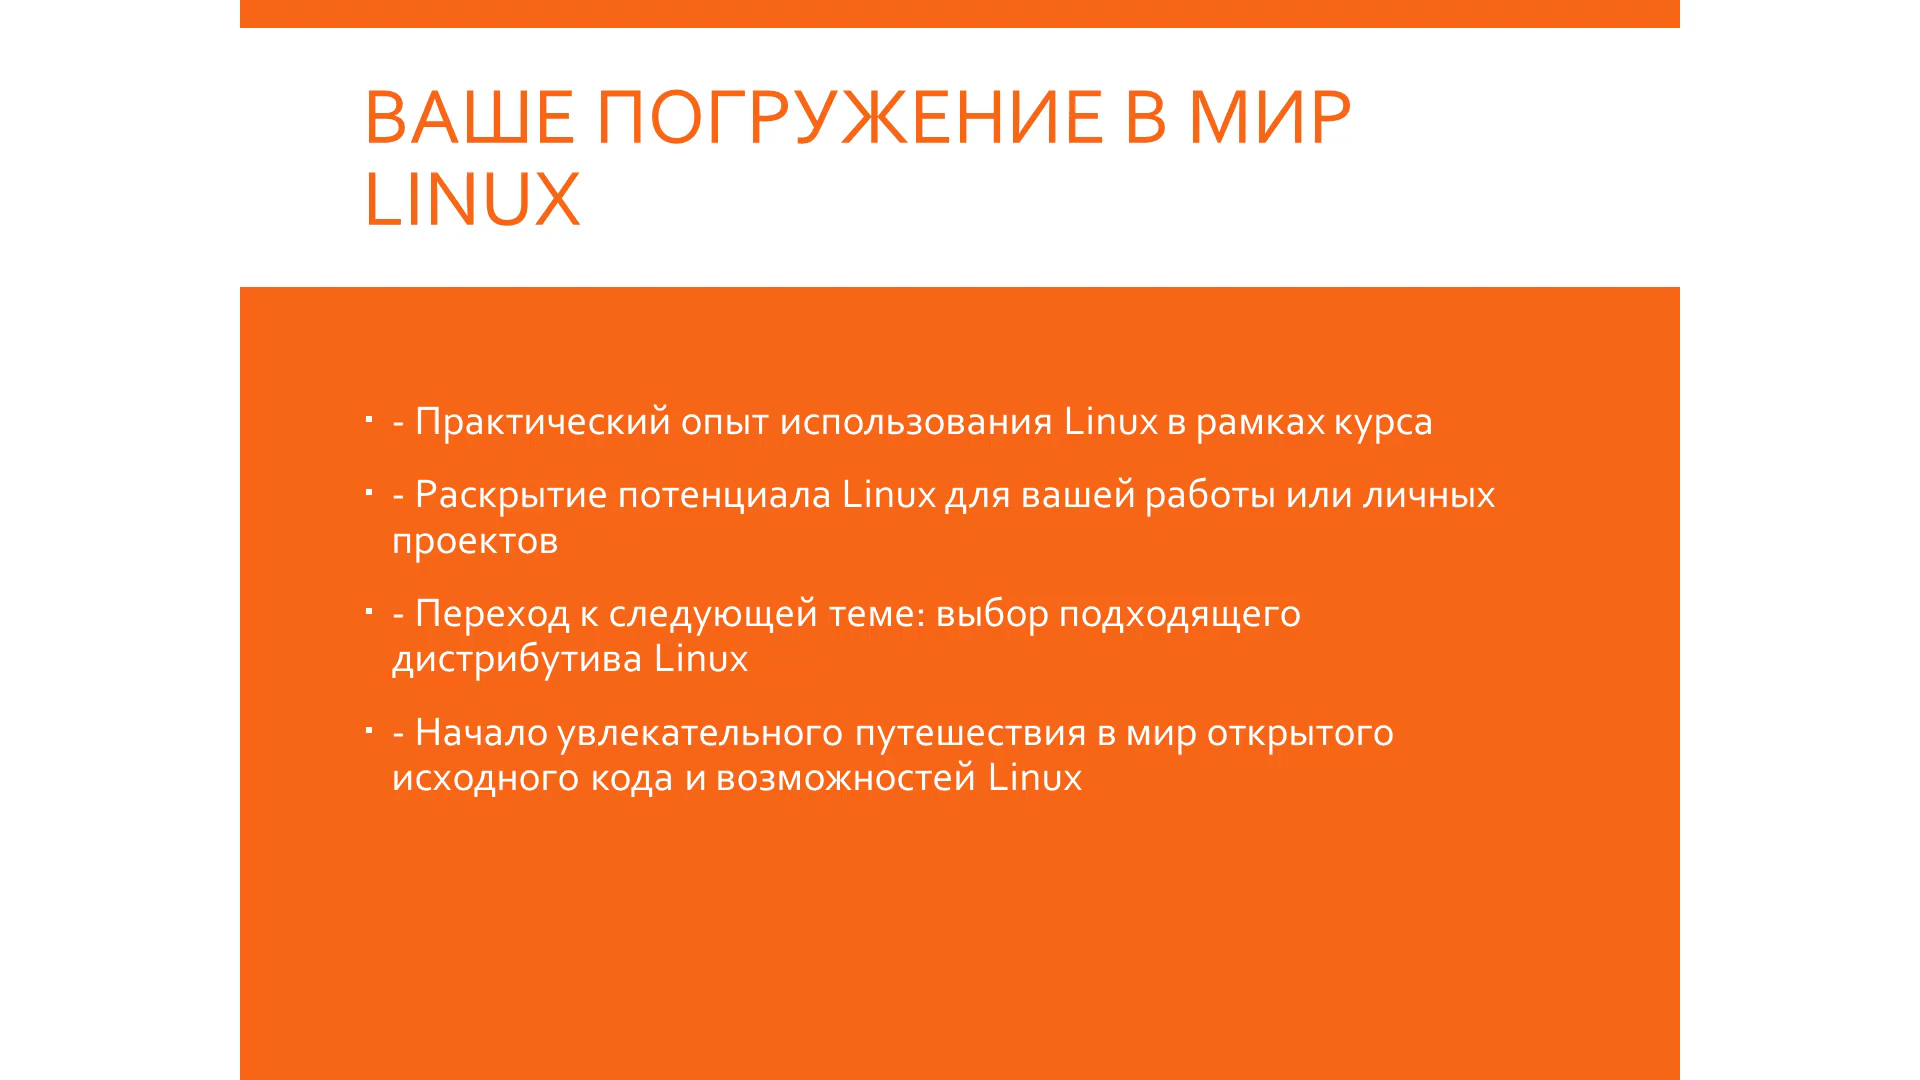 ВАШЕ ПОГРУЖЕНИЕ В МИР
LINUX
▪ - Практический опыт использования Linux в рамках курса
▪ - Раскрытие потенциала Linux для вашей работы или личных
проектов
▪ - Переход к следующей теме: выбор подходящего
дистрибутива Linux
▪ - Начало увлекательного путешествия в мир открытого
исходного кода и возможностей Linux